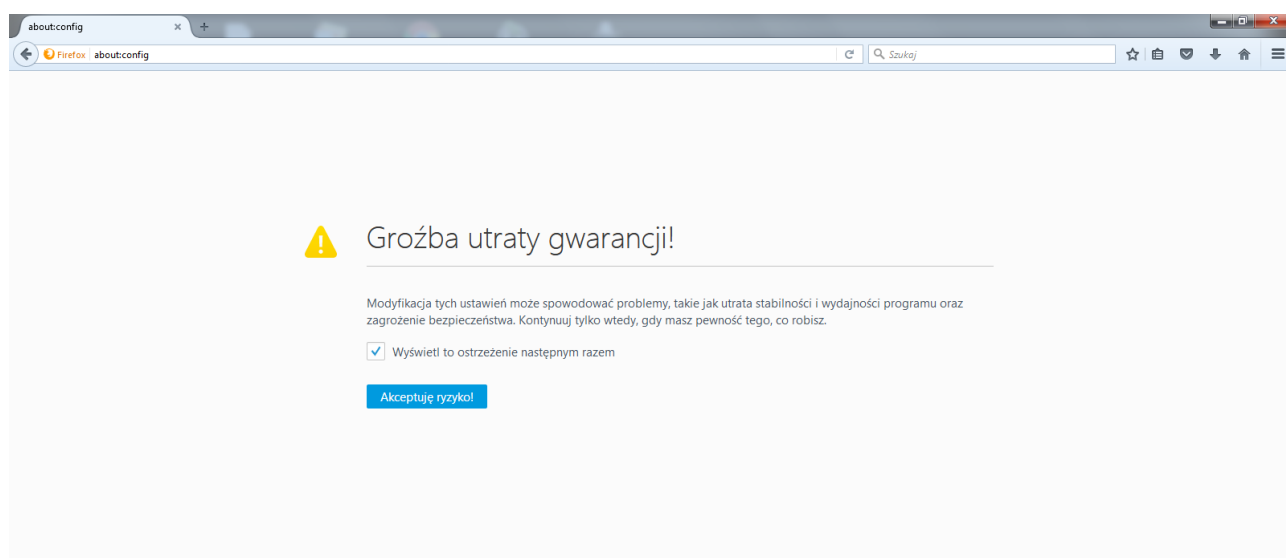 about:config
Firefox about:config
Szukaj
Groźba utraty gwarancji!
Modyfikacja tych ustawień może spowodować problemy, takie jak utrata stabilności i wydajności programu oraz
zagrożenie bezpieczeństwa. Kontynuuj tylko wtedy, gdy masz pewność tego, co robisz.
Wyświetl to ostrzeżenie następnym razem
Akceptuję ryzyko!